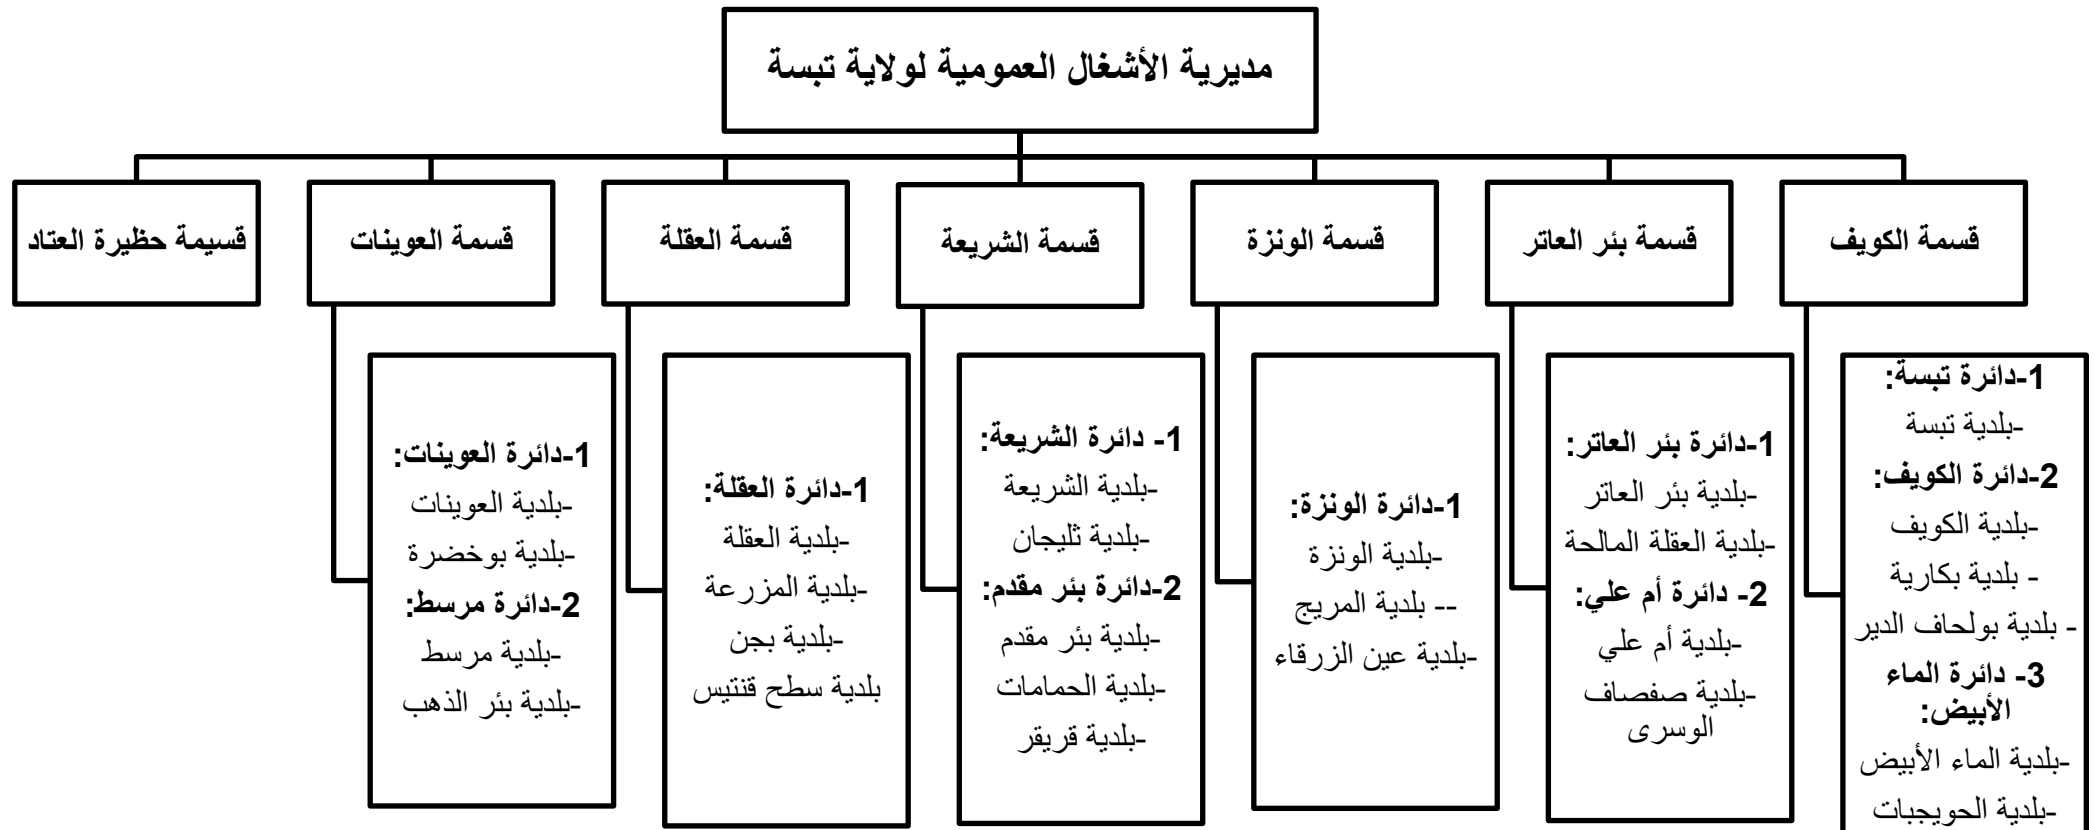 مديرية الأشغال العمومية لولاية تبسة
قسمة الكويف
قسمة بئر العاتر
قسمة الونزة
قسمة الشريعة
قسمة العقلة
قسمة العوينات
قسيمة حظيرة العتاد
1-دائرة تبسة:
-بلدية تبسة
2-دائرة الكويف:
-بلدية الكويف
- بلدية بكارية
- بلدية بولحاف الدير
3- دائرة الماء
الأبيض:
-بلدية الماء الأبيض
-بلدية الحويجبات
1-دائرة بئر العاتر:
-بلدية بئر العاتر
-بلدية العقلة المالحة
2- دائرة أم علي:
-بلدية أم علي
-بلدية صفصاف
الوسرى
1-دائرة الونزة:
-بلدية الونزة
-- بلدية المريج
-بلدية عين الزرقاء
1- دائرة الشريعة:
-بلدية الشريعة
-بلدية ثليجان
2-دائرة بئر مقدم:
-بلدية بئر مقدم
-بلدية الحمامات
-بلدية قريقر
1-دائرة العقلة:
-بلدية العقلة
-بلدية المزرعة
-بلدية بجن
بلدية سطح قنتيس
1-دائرة العوينات:
-بلدية العوينات
-بلدية بوخضرة
2-دائرة مرسط:
-بلدية مرسط
-بلدية بئر الذهب